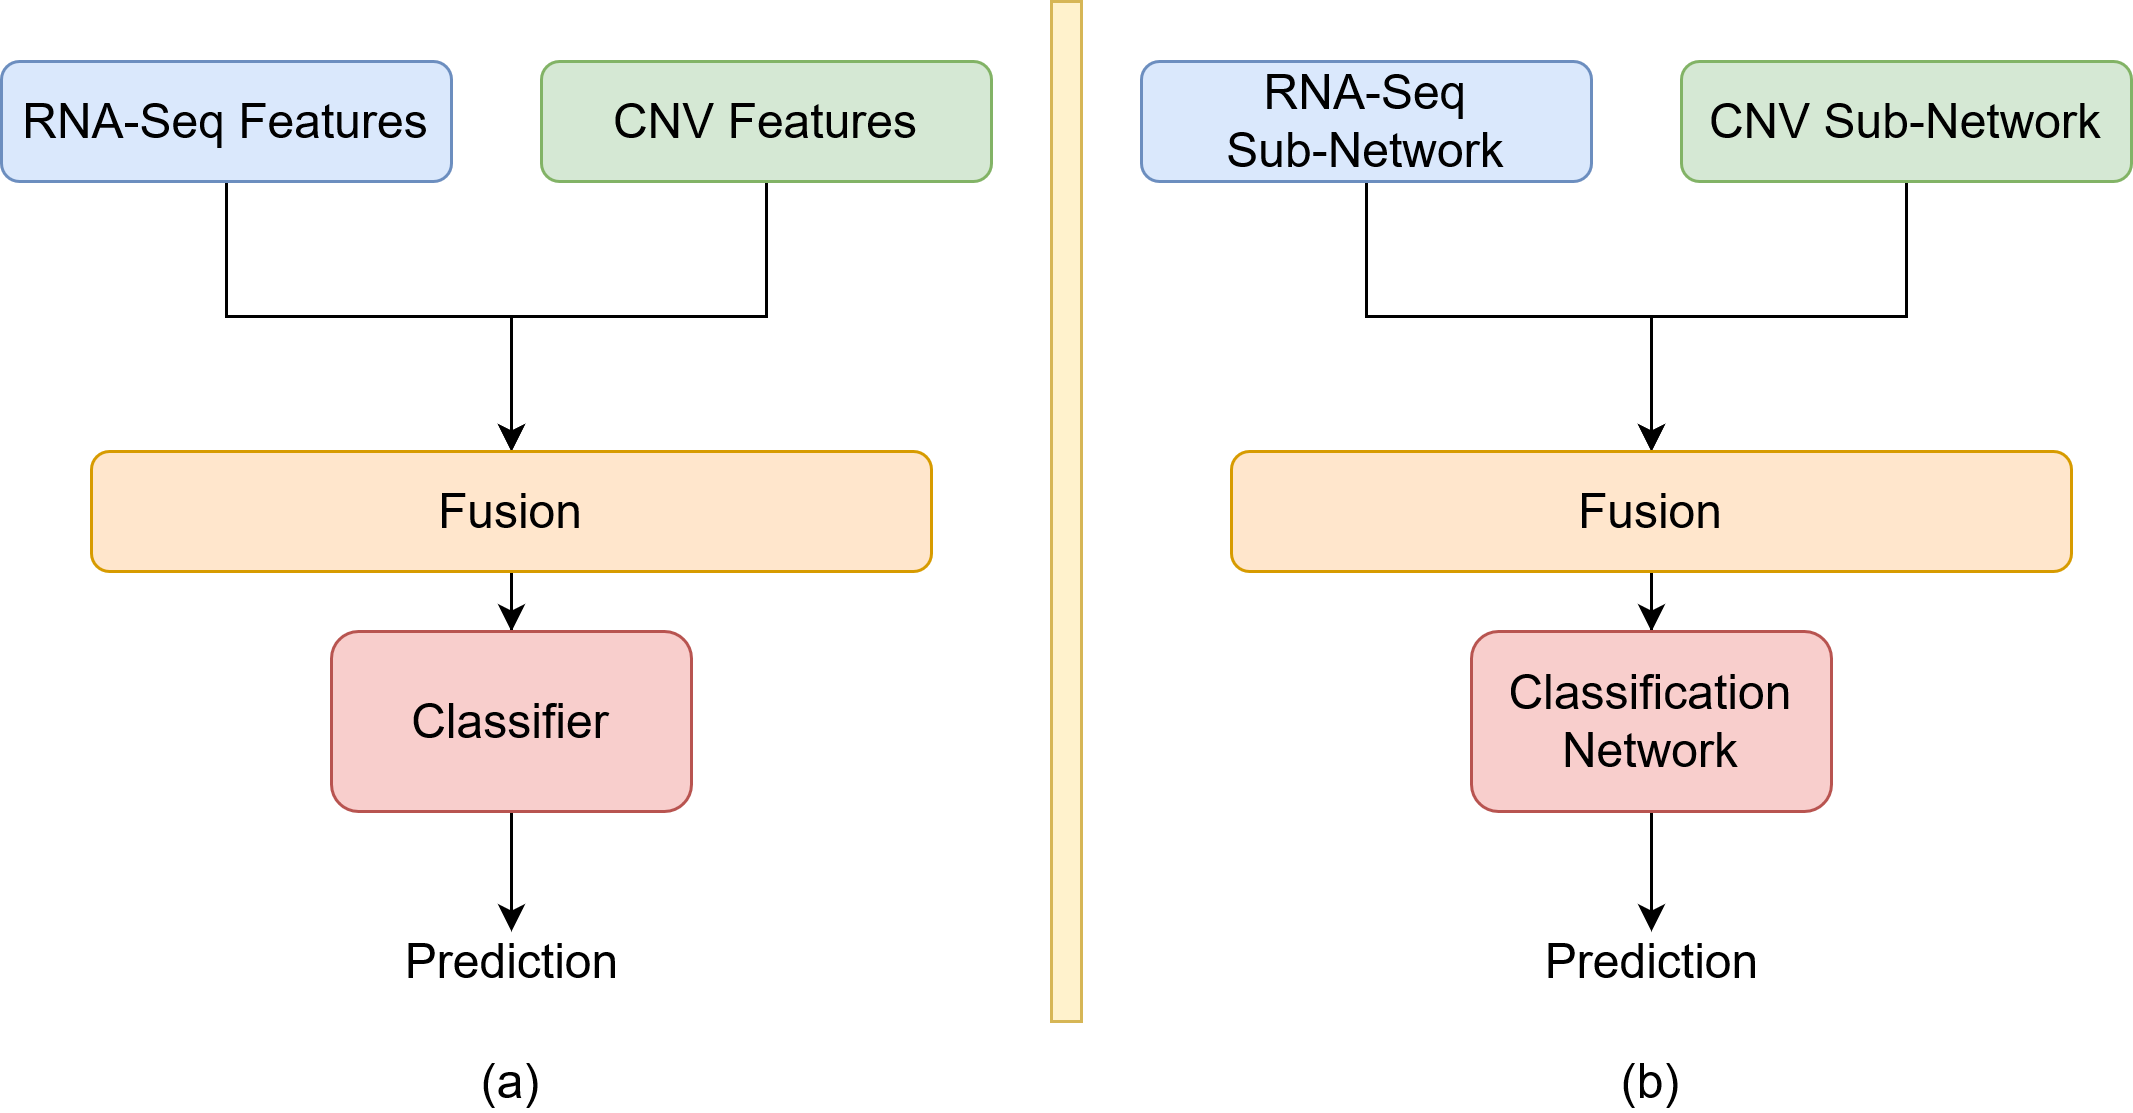 RNA-Seq Features
CNV Features
Fusion
Classifier
Prediction
(a)
RNA-Seq
Sub-Network
CNV Sub-Network
Fusion
Classification
Network
Prediction
(b)